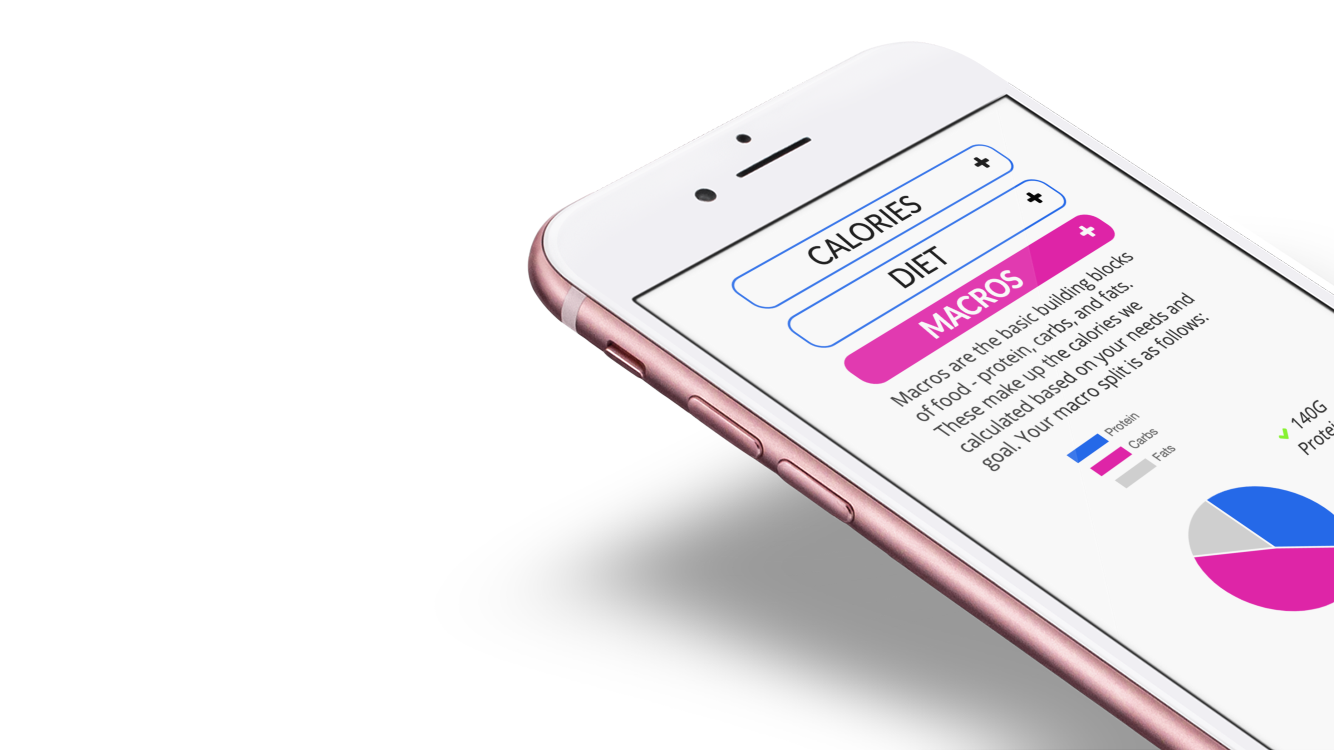 CALORIES
DIET
MACROS
Macros are the basic building blocks
of food - protein, carbs, and fats.
These make up the calories we
calculated based on your needs and
goal. Your macro split is as follows:
Protein
Carbs
Fats
140G